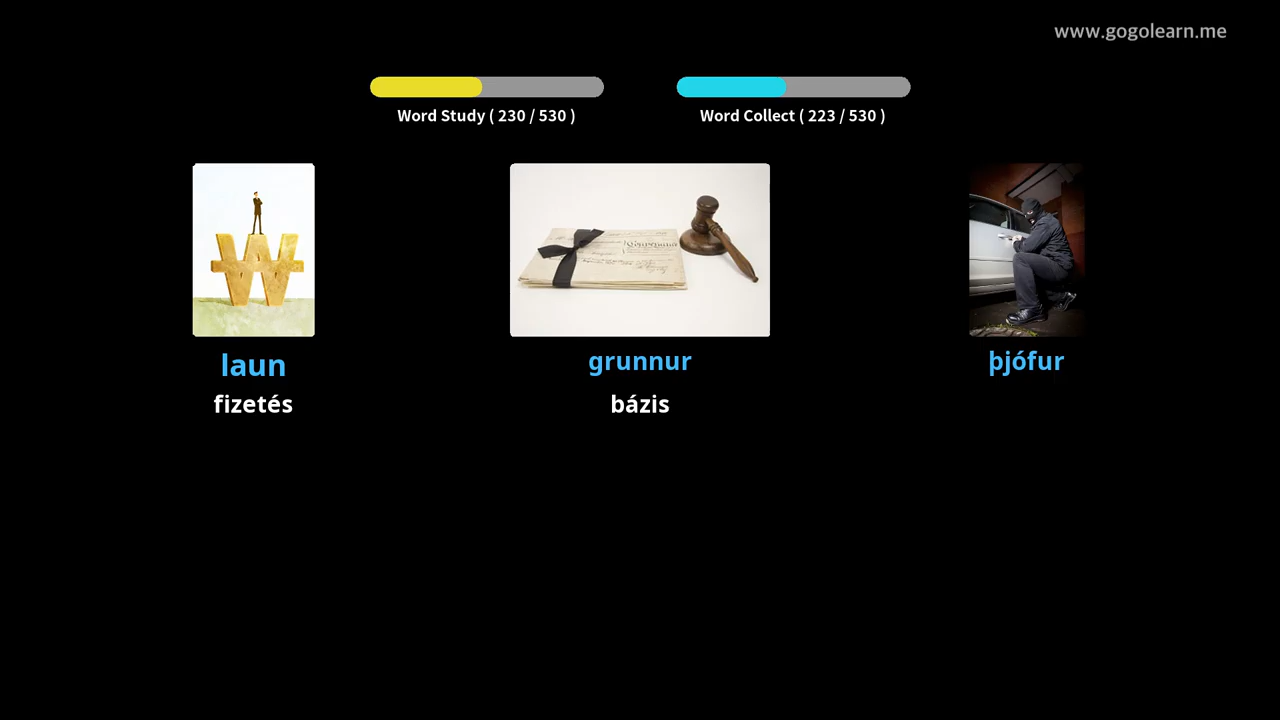 www.gogolearn.me
Word Study ( 230 / 530 )
Word Collect ( 223 / 530 )
laun
grunnur
þjófur
fizetés
bázis